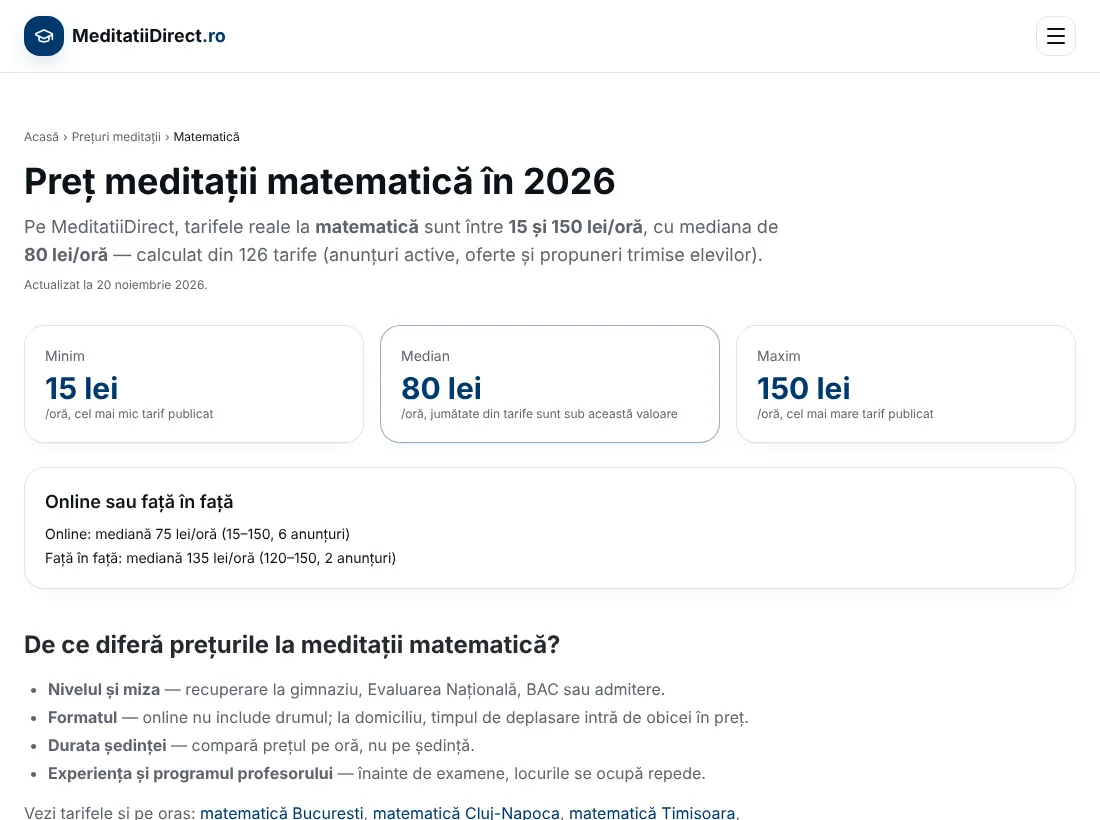 MeditatiiDirect.ro
Acasă › Prețuri meditații › Matematică
Preț meditații matematică în 2026
Pe MeditatiiDirect, tarifele reale la matematică sunt între 15 și 150 lei/oră, cu mediana de
80 lei/oră — calculat din 126 tarife (anunțuri active, oferte și propuneri trimise elevilor).
Actualizat la 20 noiembrie 2026.
Minim
15 lei
/oră, cel mai mic tarif publicat
Median
80 lei
/oră, jumătate din tarife sunt sub această valoare
Maxim
150 lei
/oră, cel mai mare tarif publicat
Online sau față în față
Online: mediană 75 lei/oră (15–150, 6 anunțuri)
Față în față: mediană 135 lei/oră (120–150, 2 anunțuri)
De ce diferă prețurile la meditații matematică?
• Nivelul și miza — recuperare la gimnaziu, Evaluarea Națională, BAC sau admitere.
• Formatul — online nu include drumul; la domiciliu, timpul de deplasare intră de obicei în preț.
• Durata ședinței — compară prețul pe oră, nu pe ședință.
• Experiența și programul profesorului — înainte de examene, locurile se ocupă repede.
Vezi tarifele și pe oraș: matematică București, matematică Cluj-Napoca, matematică Timișoara,